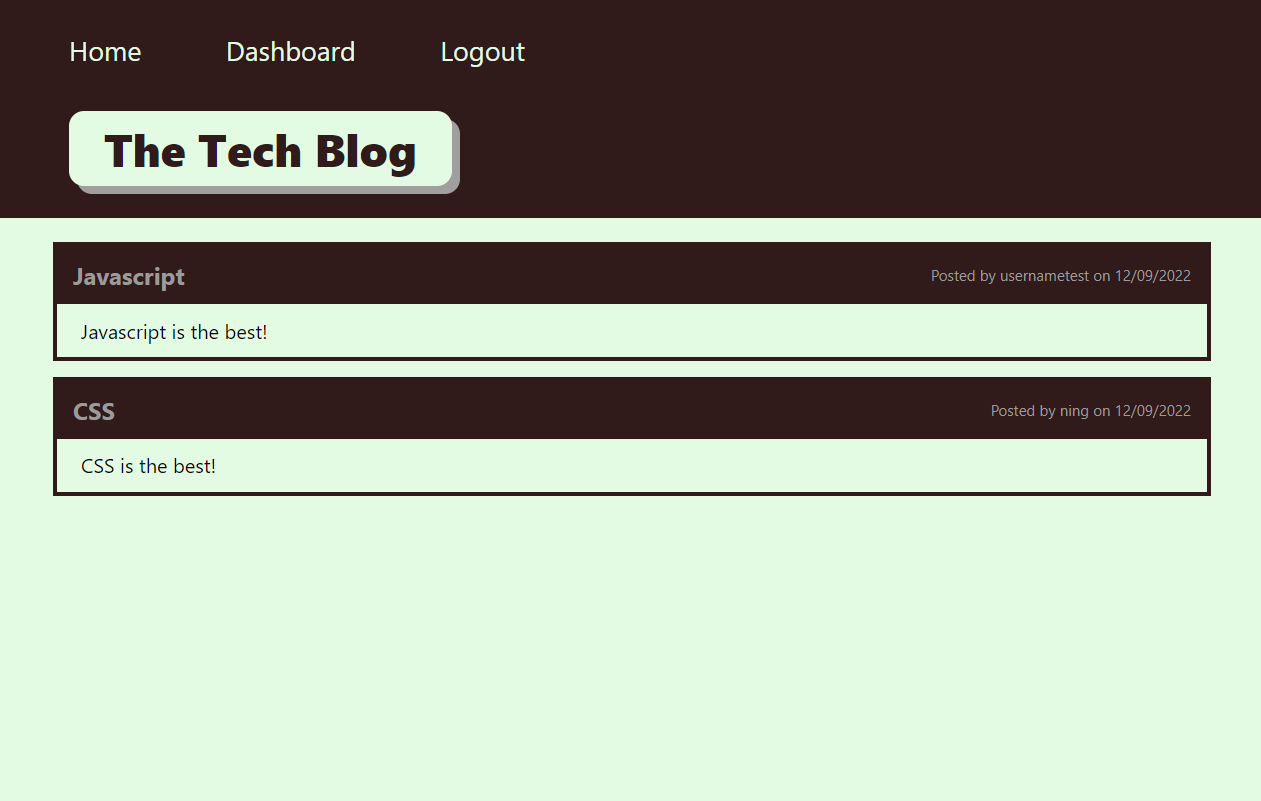 Home Dashboard Logout
The Tech Blog
Javascript Posted by usernametest on 12/09/2022
Javascript is the best!
CSS Posted by ning on 12/09/2022
CSS is the best!